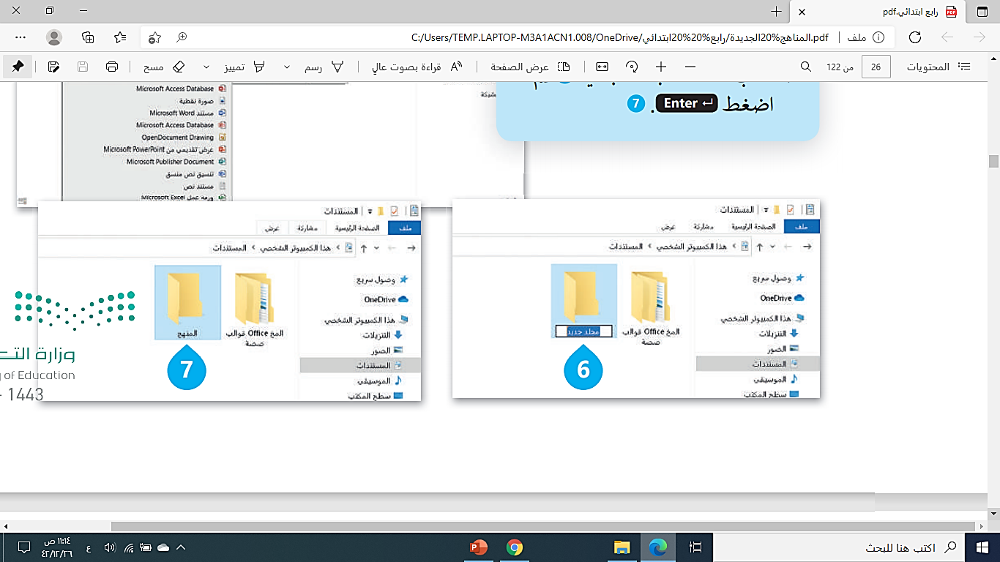 رابع ابتدائي.pdf
ملف
C:/Users/TEMP.LAPTOP-M3A1ACN1.008/OneDrive/المناهج%20الجديدة/رابع%20%20ابتدائي.pdf
المحتويات
26
من 122
عرض الصفحة
قراءة بصوت عالٍ
رسم
تمييز
مسح
اضغط Enter ↵ . 7
Microsoft Access Database
صورة نقطية
مستند Microsoft Word
Microsoft Access Database
OpenDocument Drawing
عرض تقديمي من Microsoft PowerPoint
Microsoft Publisher Document
تنسيق نص منسق
مستند نص
ورقة عمل Microsoft Excel
المستندات
ملف
الصفحة الرئيسية
مشاركة
عرض
هذا الكمبيوتر الشخصي > المستندات
وصول سريع
OneDrive
هذا الكمبيوتر الشخصي
التنزيلات
الصور
المستندات
الموسيقى
سطح المكتب
قوالب Office المخ
صصة
مجلد جديد
6
المستندات
ملف
الصفحة الرئيسية
مشاركة
عرض
هذا الكمبيوتر الشخصي > المستندات
وصول سريع
OneDrive
هذا الكمبيوتر الشخصي
التنزيلات
الصور
المستندات
الموسيقى
سطح المكتب
قوالب Office المخ
صصة
المنهج
7
وزارة التـ
of Education
- 1443
اكتب هنا للبحث
ع
١١:١٤ ص
٤٢/١٢/٢٦